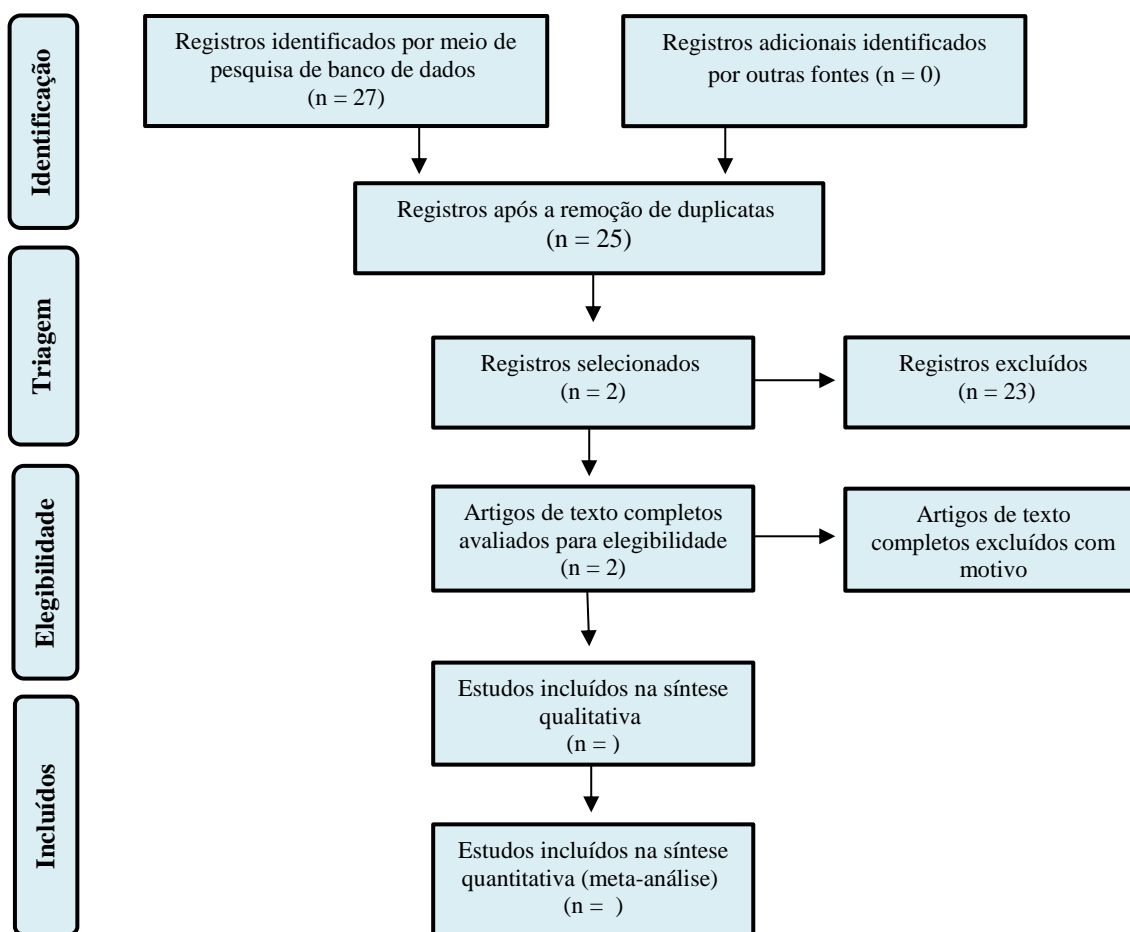 Identificação
Registros identificados por meio de
pesquisa de banco de dados
(n = 27)
Registros adicionais identificados
por outras fontes (n = 0)
Registros após a remoção de duplicatas
(n = 25)
Triagem
Registros selecionados
(n = 2)
Registros excluídos
(n = 23)
Elegibilidade
Artigos de texto completos
avaliados para elegibilidade
(n = 2)
Artigos de texto
completos excluídos com
motivo
Incluídos
Estudos incluídos na síntese
qualitativa
(n = )
Estudos incluídos na síntese
quantitativa (meta-análise)
(n = )